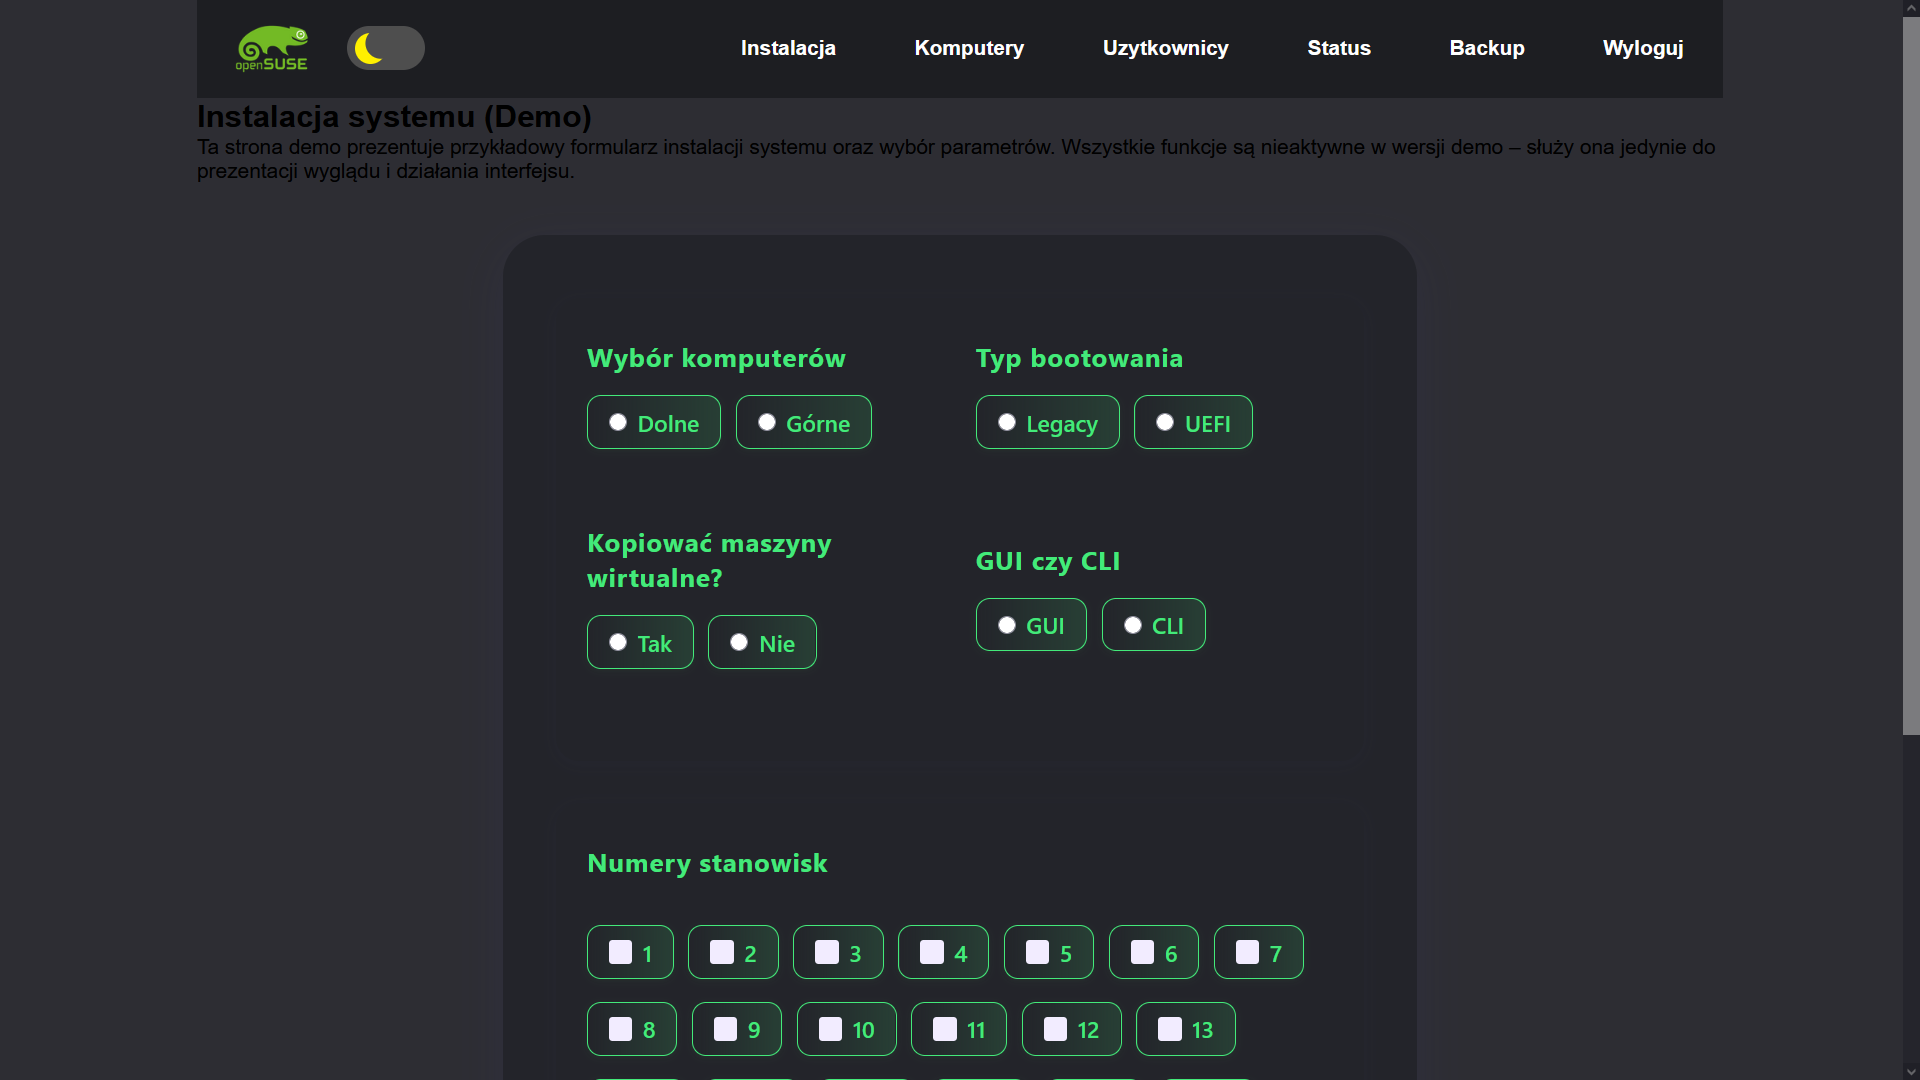 openSUSE
Instalacja
Komputery
Uzytkownicy
Status
Backup
Wyloguj
Instalacja systemu (Demo)
Ta strona demo prezentuje przykładowy formularz instalacji systemu oraz wybór parametrów. Wszystkie funkcje są nieaktywne w wersji demo – służy ona jedynie do
prezentacji wyglądu i działania interfejsu.
Wybór komputerów
Dolne
Górne
Typ bootowania
Legacy
UEFI
Kopiować maszyny
wirtualne?
Tak
Nie
GUI czy CLI
GUI
CLI
Numery stanowisk
1
2
3
4
5
6
7
8
9
10
11
12
13